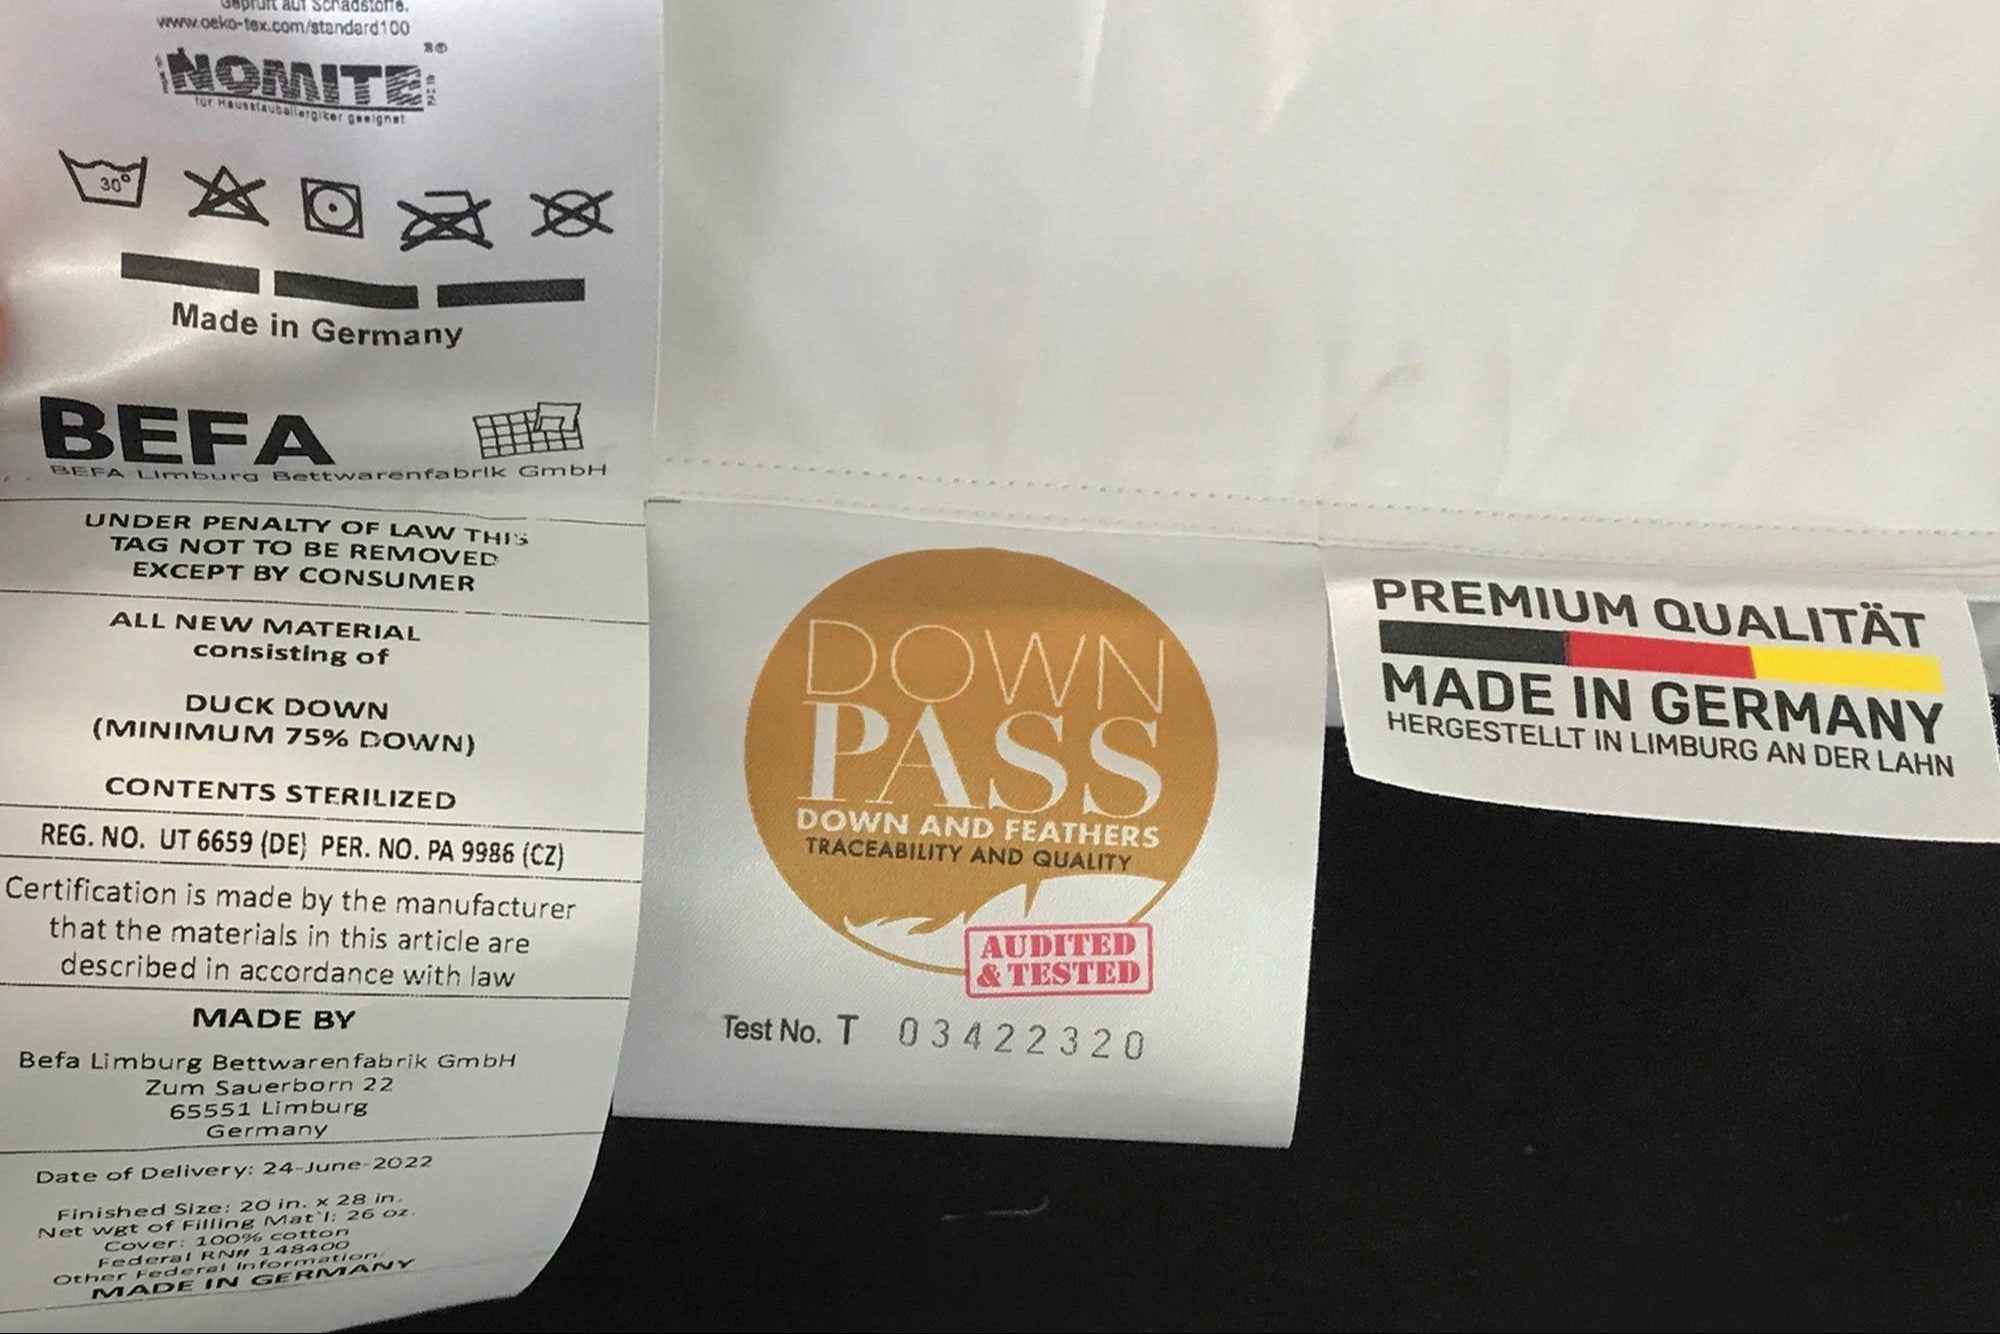 Geprüft auf Schadstoffe.
www.oeko-tex.com/standard100
NOMITE
®
für Hausstauballergiker geeignet
30°
Made in Germany
BEFA
BEFA Limburg Bettwarenfabrik GmbH
UNDER PENALTY OF LAW THIS
TAG NOT TO BE REMOVED
EXCEPT BY CONSUMER
ALL NEW MATERIAL
consisting of
DUCK DOWN
(MINIMUM 75% DOWN)
CONTENTS STERILIZED
REG. NO. UT 6659 (DE) PER. NO. PA 9986 (CZ)
Certification is made by the manufacturer
that the materials in this article are
described in accordance with law
MADE BY
Befa Limburg Bettwarenfabrik GmbH
Zum Sauerborn 22
65551 Limburg
Germany
Date of Delivery: 24-June-2022
Finished Size: 20 in. x 28 in.
Net wgt of Filling Mat'l: 26 oz.
Cover: 100% cotton
Federal RN# 148400
Other Federal Information:
MADE IN GERMANY
DOWN
PASS
DOWN AND FEATHERS
TRACEABILITY AND QUALITY
AUDITED
& TESTED
Test No. T 03422320
PREMIUM QUALITÄT
MADE IN GERMANY
HERGESTELLT IN LIMBURG AN DER LAHN